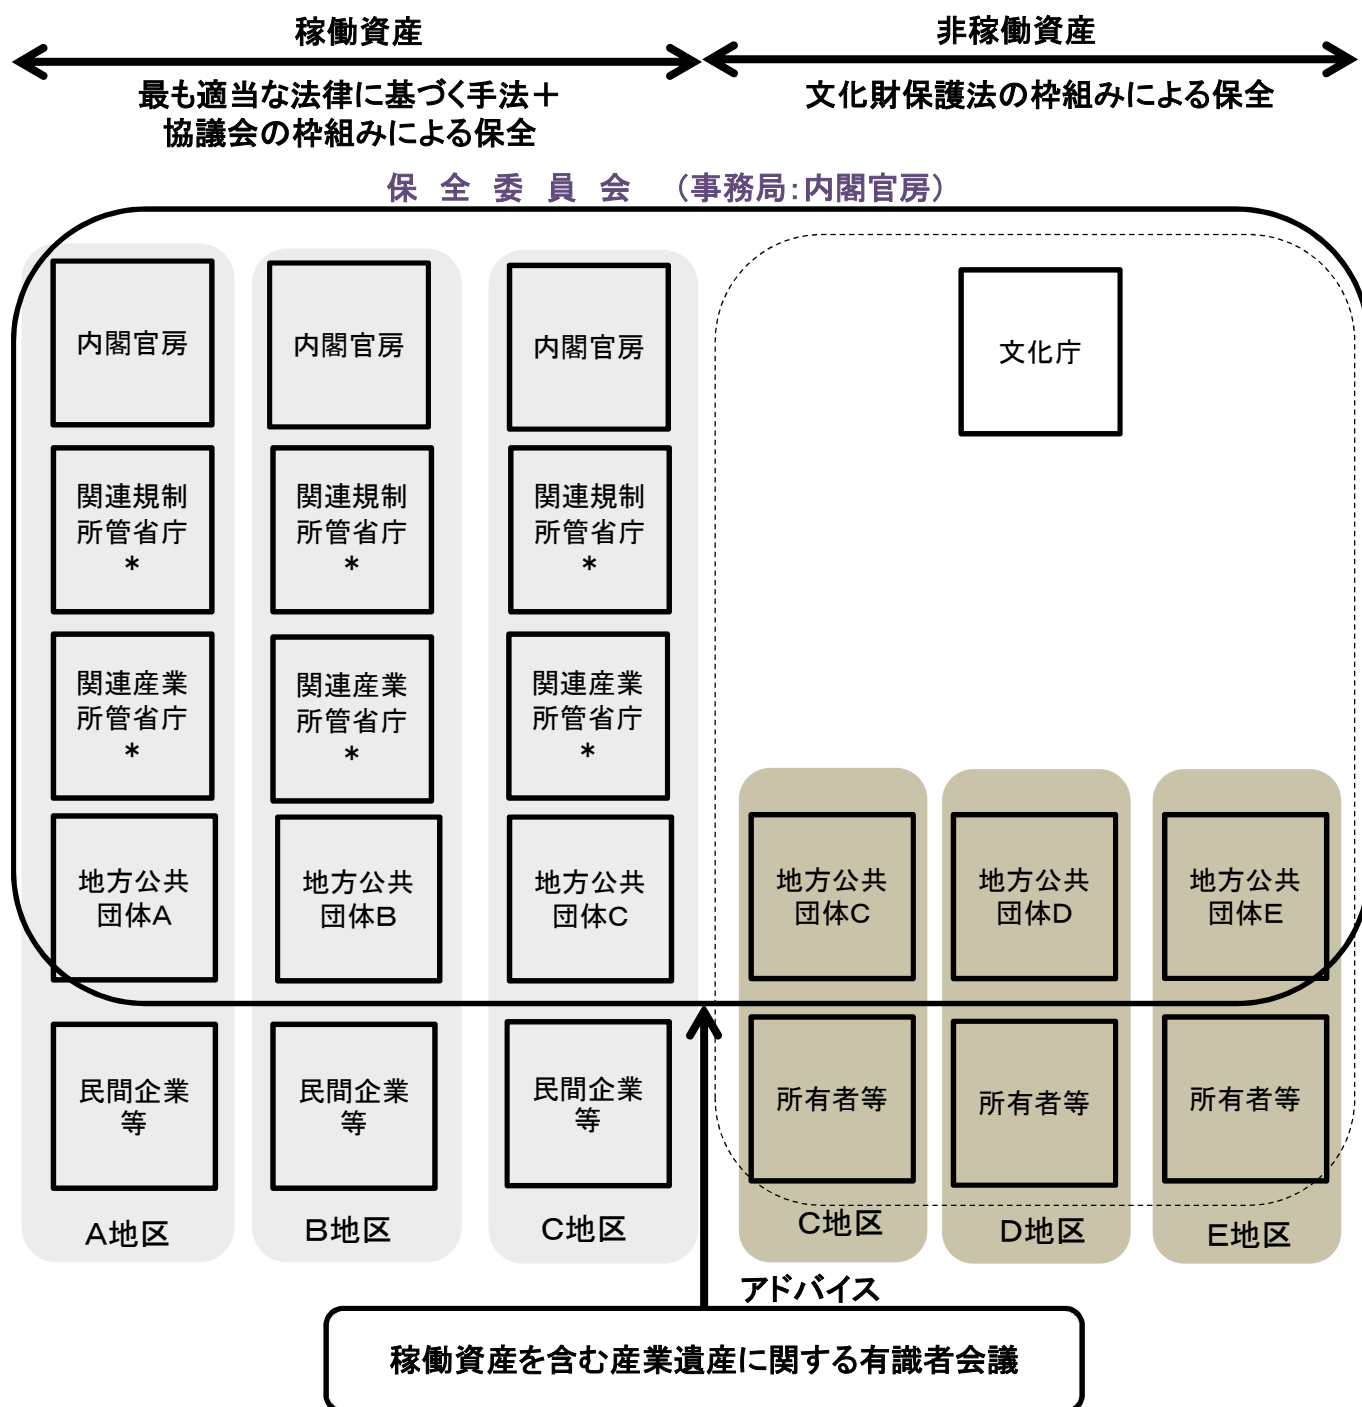 稼働資産
非稼働資産
最も適当な法律に基づく手法＋
協議会の枠組みによる保全
文化財保護法の枠組みによる保全
保 全 委 員 会 （事務局：内閣官房）
内閣官房
内閣官房
内閣官房
文化庁
関連規制
所管省庁
*
関連規制
所管省庁
*
関連規制
所管省庁
*
関連産業
所管省庁
*
関連産業
所管省庁
*
関連産業
所管省庁
*
地方公共
団体A
地方公共
団体B
地方公共
団体C
地方公共
団体C
地方公共
団体D
地方公共
団体E
民間企業
等
民間企業
等
民間企業
等
所有者等
所有者等
所有者等
A地区
B地区
C地区
C地区
D地区
E地区
アドバイス
稼働資産を含む産業遺産に関する有識者会議